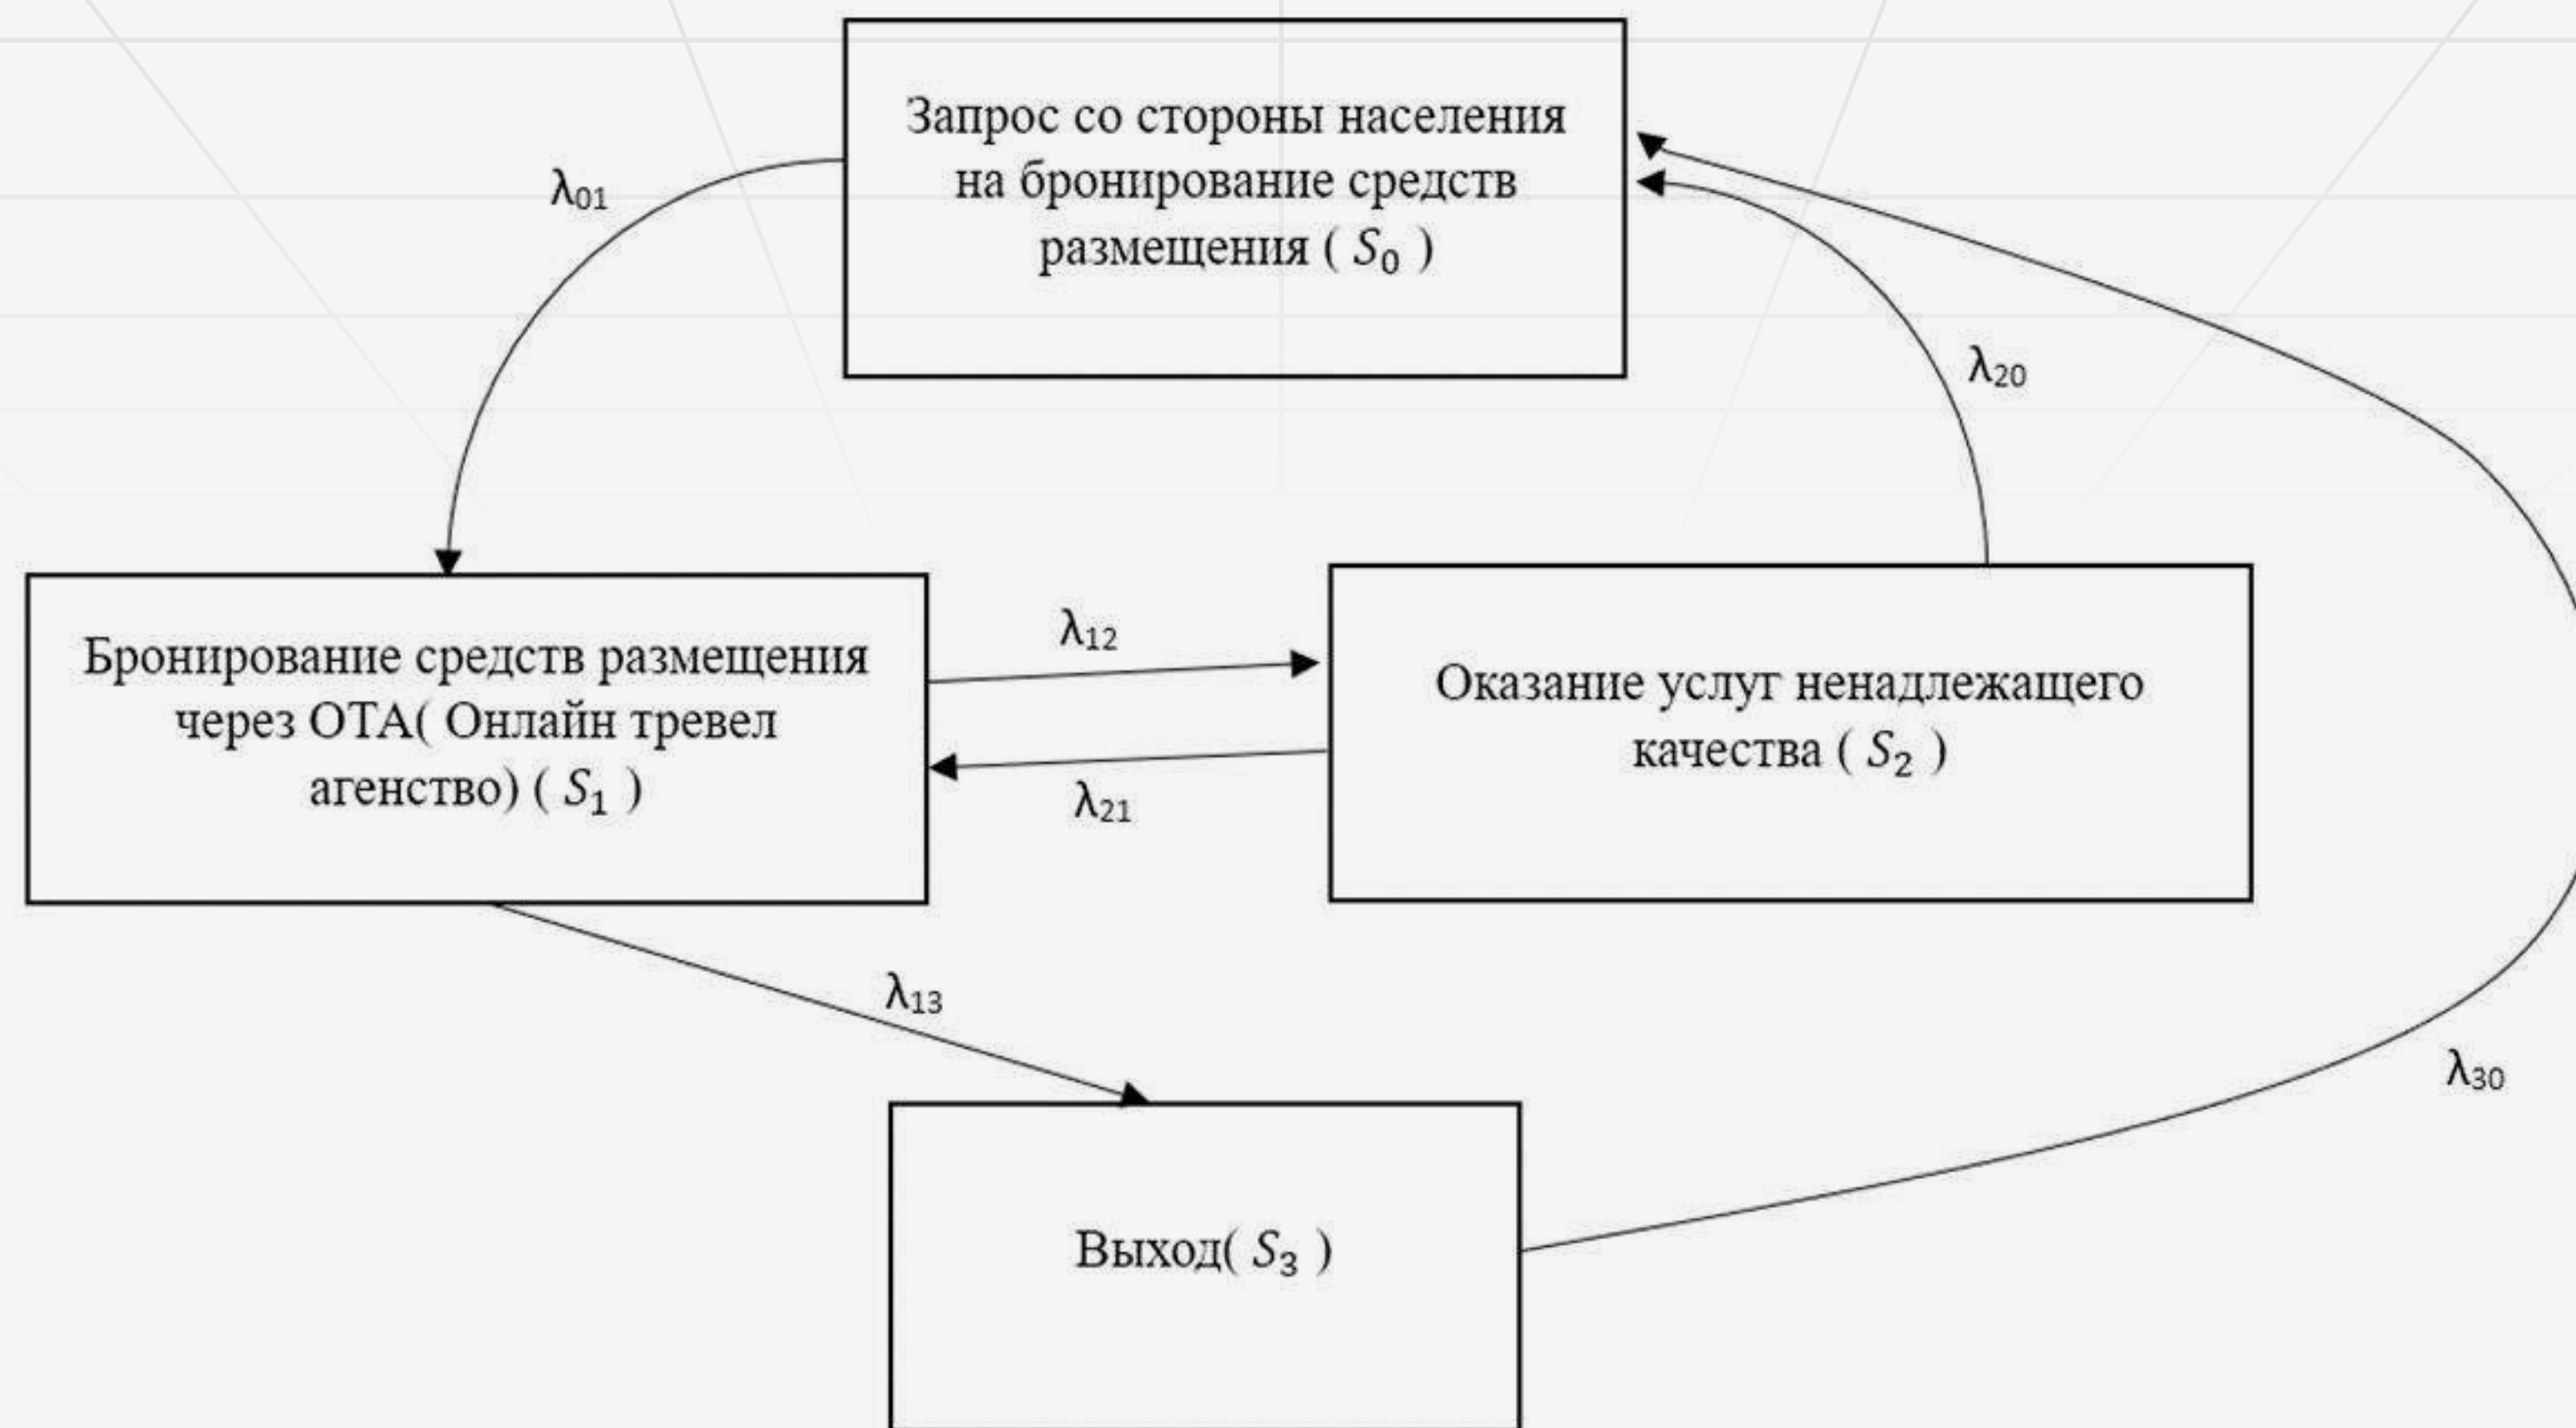 Запрос со стороны населения
на бронирование средств
размещения ( S₀ )
λ₀₁
λ₂₀
Бронирование средств размещения
через ОТА( Онлайн тревел
агенство) ( S₁ )
λ₁₂
λ₂₁
Оказание услуг ненадлежащего
качества ( S₂ )
λ₁₃
λ₃₀
Выход( S₃ )